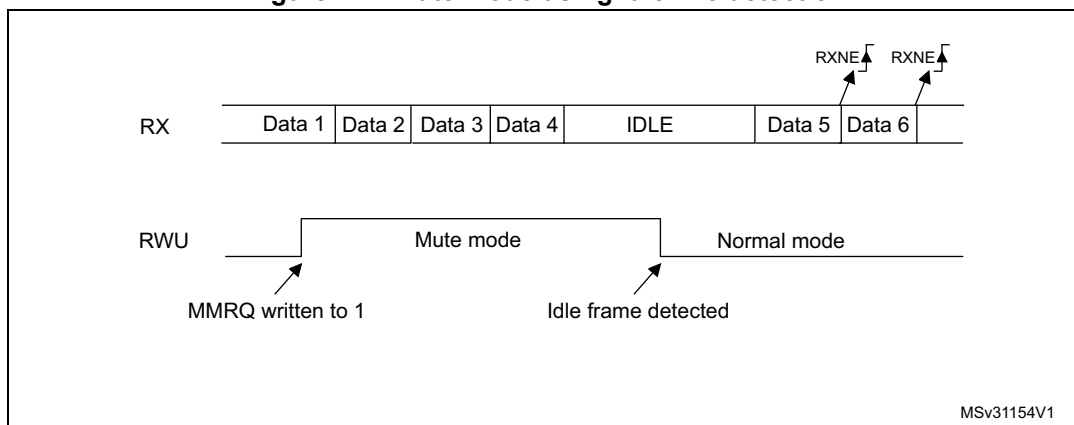 RXNE RXNE
RX Data 1 Data 2 Data 3 Data 4 IDLE Data 5 Data 6
RWU Mute mode Normal mode
MMRQ written to 1 Idle frame detected
MSv31154V1